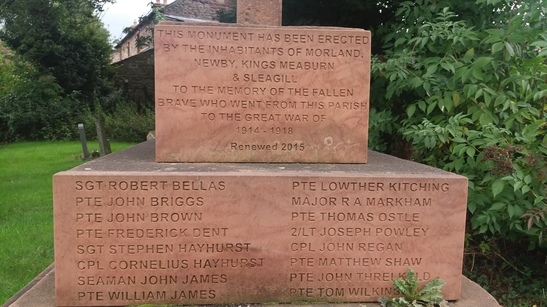 THIS MONUMENT HAS BEEN ERECTED
BY THE INHABITANTS OF MORLAND,
NEWBY, KINGS MEABURN
& SLEAGILL
TO THE MEMORY OF THE FALLEN
BRAVE WHO WENT FROM THIS PARISH
TO THE GREAT WAR OF
1914 - 1918
Renewed 2015
SGT ROBERT BELLAS
PTE JOHN BRIGGS
PTE JOHN BROWN
PTE FREDERICK DENT
SGT STEPHEN HAYHURST
CPL CORNELIUS HAYHURST
SEAMAN JOHN JAMES
PTE WILLIAM JAMES
PTE LOWTHER KITCHING
MAJOR R A MARKHAM
PTE THOMAS OSTLE
2/LT JOSEPH POWLEY
CPL JOHN REGAN
PTE MATTHEW SHAW
PTE JOHN THRELKELD
PTE TOM